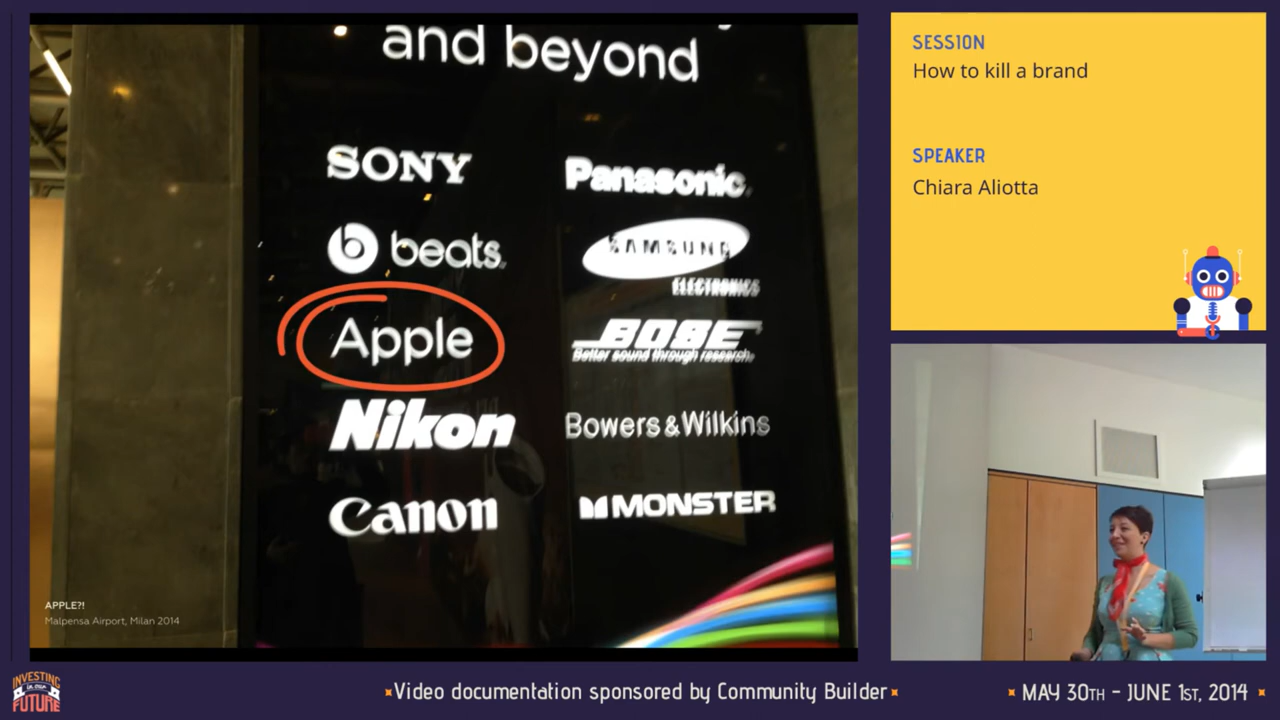 and beyond
SONY
Panasonic
beats
SAMSUNG
ELECTRONICS
Apple
BOSE
Better sound through research
Nikon
Bowers & Wilkins
Canon
MONSTER
APPLE?!
Malpensa Airport, Milan 2014
SESSION
How to kill a brand
SPEAKER
Chiara Aliotta
INVESTING
IN OUR
FUTURE
Video documentation sponsored by Community Builder
MAY 30TH - JUNE 1ST, 2014